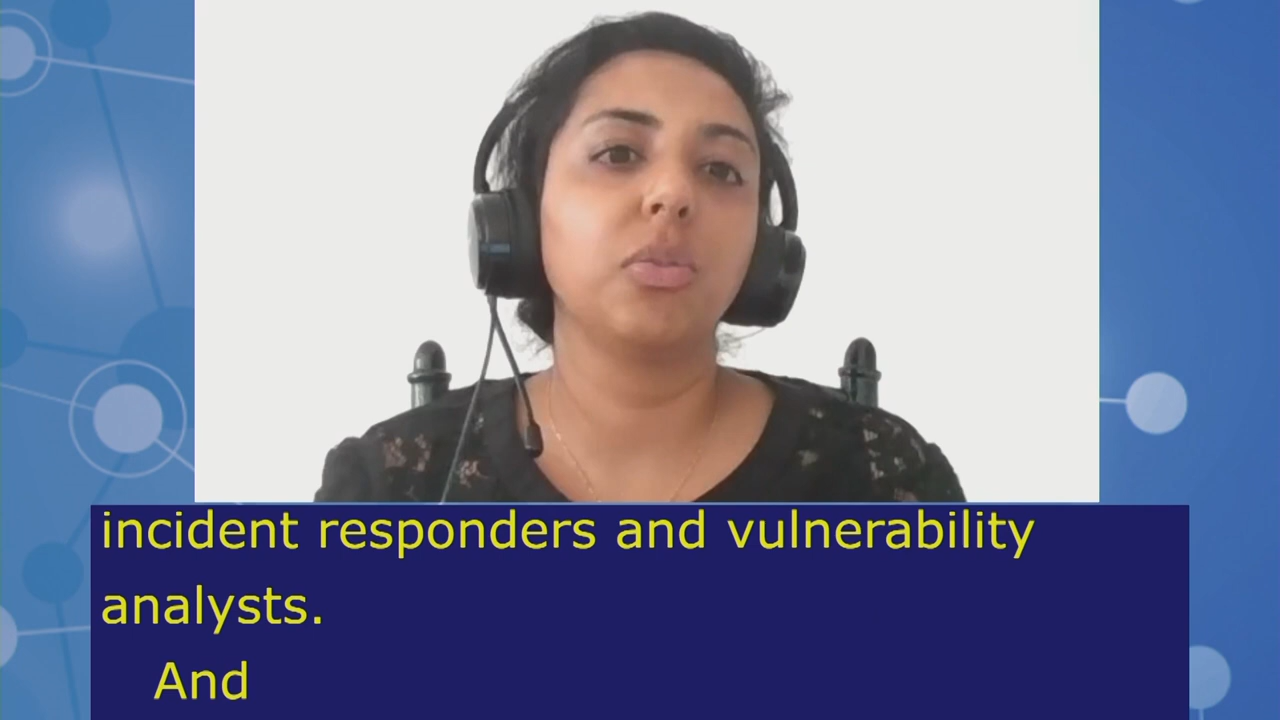 incident responders and vulnerability
analysts.
And